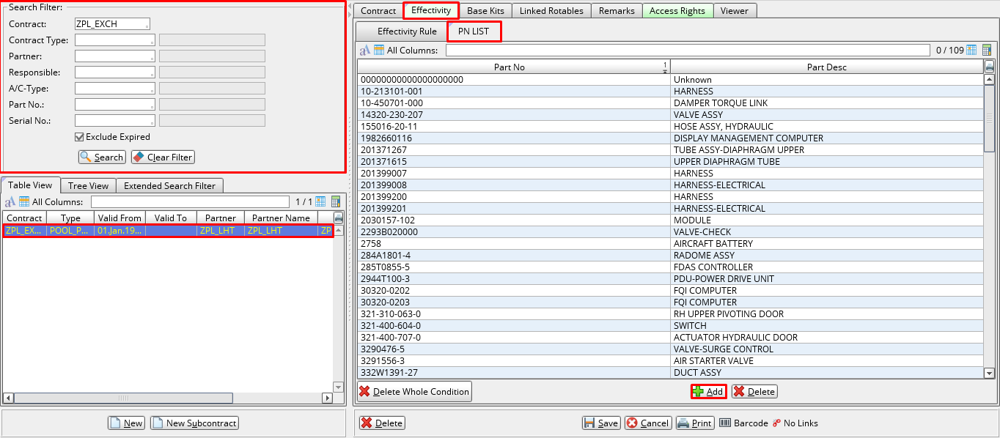 Search Filter:
Contract: ZPL_EXCH
Contract Type:
Partner:
Responsible:
A/C-Type:
Part No.:
Serial No.:
Exclude Expired
Search Clear Filter
Table View Tree View Extended Search Filter
All Columns: 1 / 1
Contract Type Valid From Valid To Partner Partner Name
ZPL_EX... POOL_P... 01.Jan.19... ZPL_LHT ZPL_LHT ZP
New New Subcontract
Contract Effectivity Base Kits Linked Rotables Remarks Access Rights Viewer
Effectivity Rule PN LIST
All Columns: 0 / 109
Part No 1 Part Desc
00000000000000000000 Unknown
10-213101-001 HARNESS
10-450701-000 DAMPER TORQUE LINK
14320-230-207 VALVE ASSY
155016-20-11 HOSE ASSY, HYDRAULIC
1982660116 DISPLAY MANAGEMENT COMPUTER
201371267 TUBE ASSY-DIAPHRAGM UPPER
201371615 UPPER DIAPHRAGM TUBE
201399007 HARNESS
201399008 HARNESS-ELECTRICAL
201399200 HARNESS
201399201 HARNESS-ELECTRICAL
2030157-102 MODULE
2293B020000 VALVE-CHECK
2758 AIRCRAFT BATTERY
284A1801-4 RADOME ASSY
285T0855-5 FDAS CONTROLLER
2944T100-3 PDU-POWER DRIVE UNIT
30320-0202 FQI COMPUTER
30320-0203 FQI COMPUTER
321-310-063-0 RH UPPER PIVOTING DOOR
321-400-604-0 SWITCH
321-400-707-0 ACTUATOR HYDRAULIC DOOR
3290476-5 VALVE-SURGE CONTROL
3291556-3 AIR STARTER VALVE
332W1391-27 DUCT ASSY
Delete Whole Condition Add Delete
Delete Save Cancel Print Barcode No Links